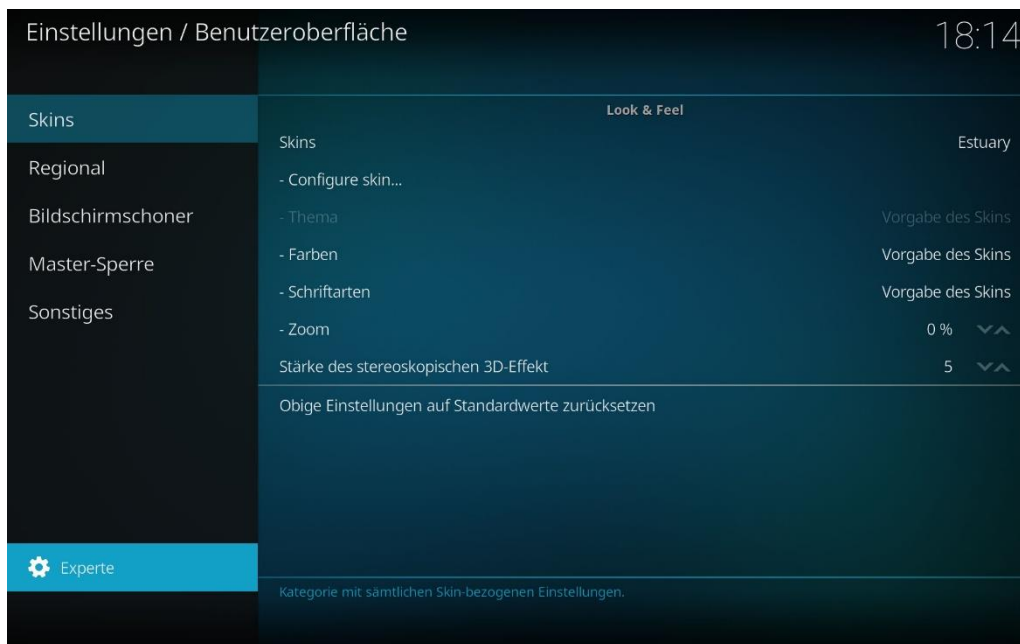 Einstellungen / Benutzeroberfläche
18:14
Skins
Regional
Bildschirmschoner
Master-Sperre
Sonstiges
Experte
Look & Feel
Skins Estuary
- Configure skin...
- Thema Vorgabe des Skins
- Farben Vorgabe des Skins
- Schriftarten Vorgabe des Skins
- Zoom 0 %
Stärke des stereoskopischen 3D-Effekt 5
Obige Einstellungen auf Standardwerte zurücksetzen
Kategorie mit sämtlichen Skin-bezogenen Einstellungen.